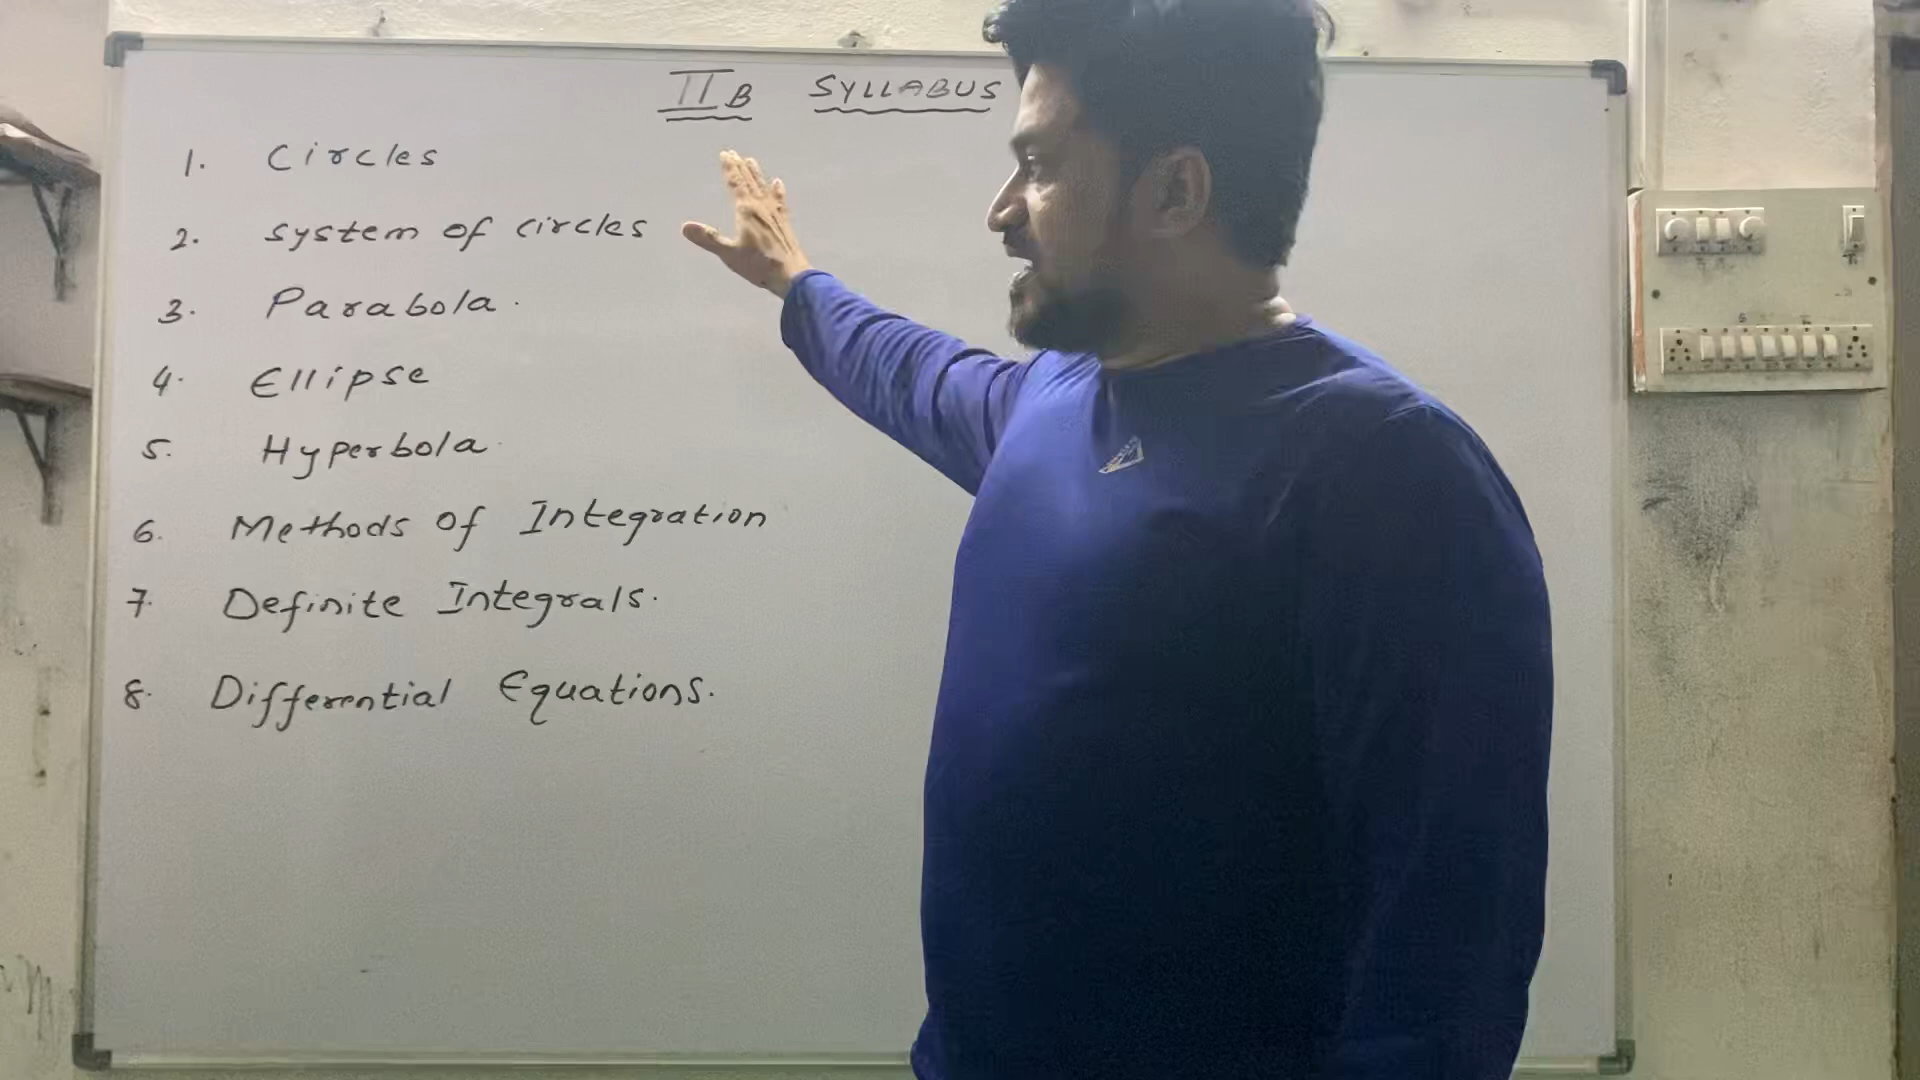 II B SYLLABUS
1. Circles
2. System of circles
3. Parabola.
4. Ellipse
5. Hyperbola.
6. Methods of Integration
7. Definite Integrals.
8. Differential Equations.